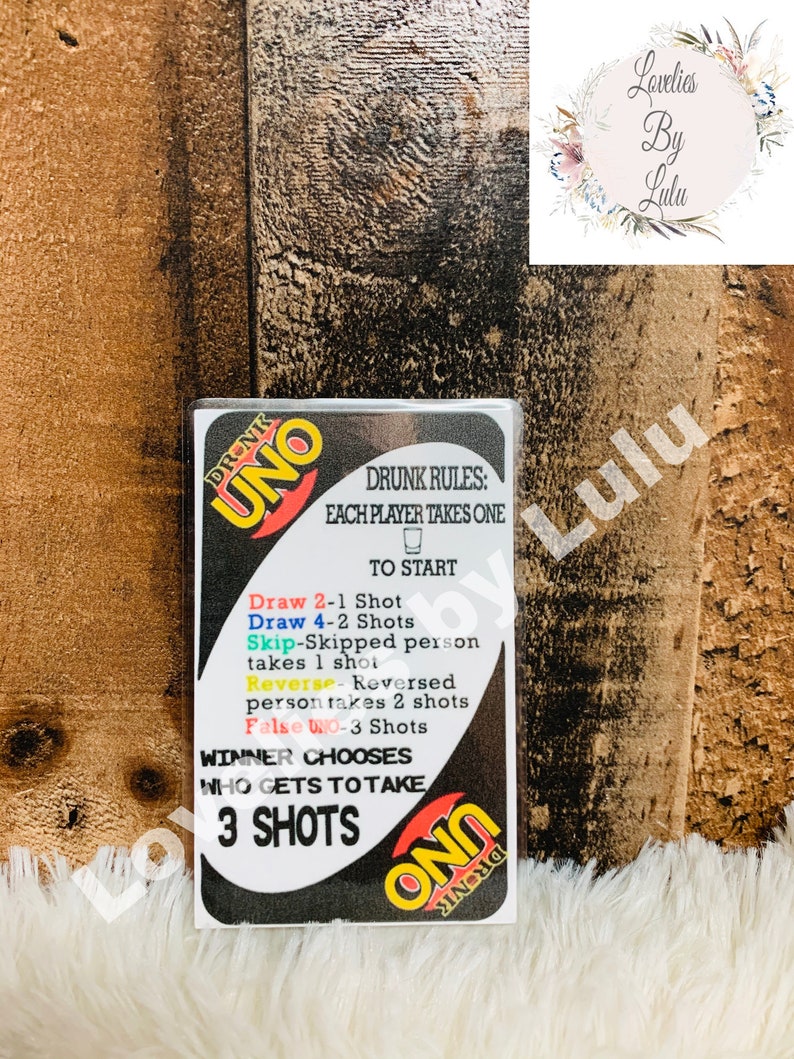 Lovelies
By
Lulu
DRUNK
UNO
DRUNK RULES:
EACH PLAYER TAKES ONE
TO START
Draw 2-1 Shot
Draw 4-2 Shots
Skip-Skipped person
takes 1 shot
Reverse- Reversed
person takes 2 shots
False UNO-3 Shots
WINNER CHOOSES
WHO GETS TO TAKE
3 SHOTS
UNO
DRUNK
Lovelies by Lulu